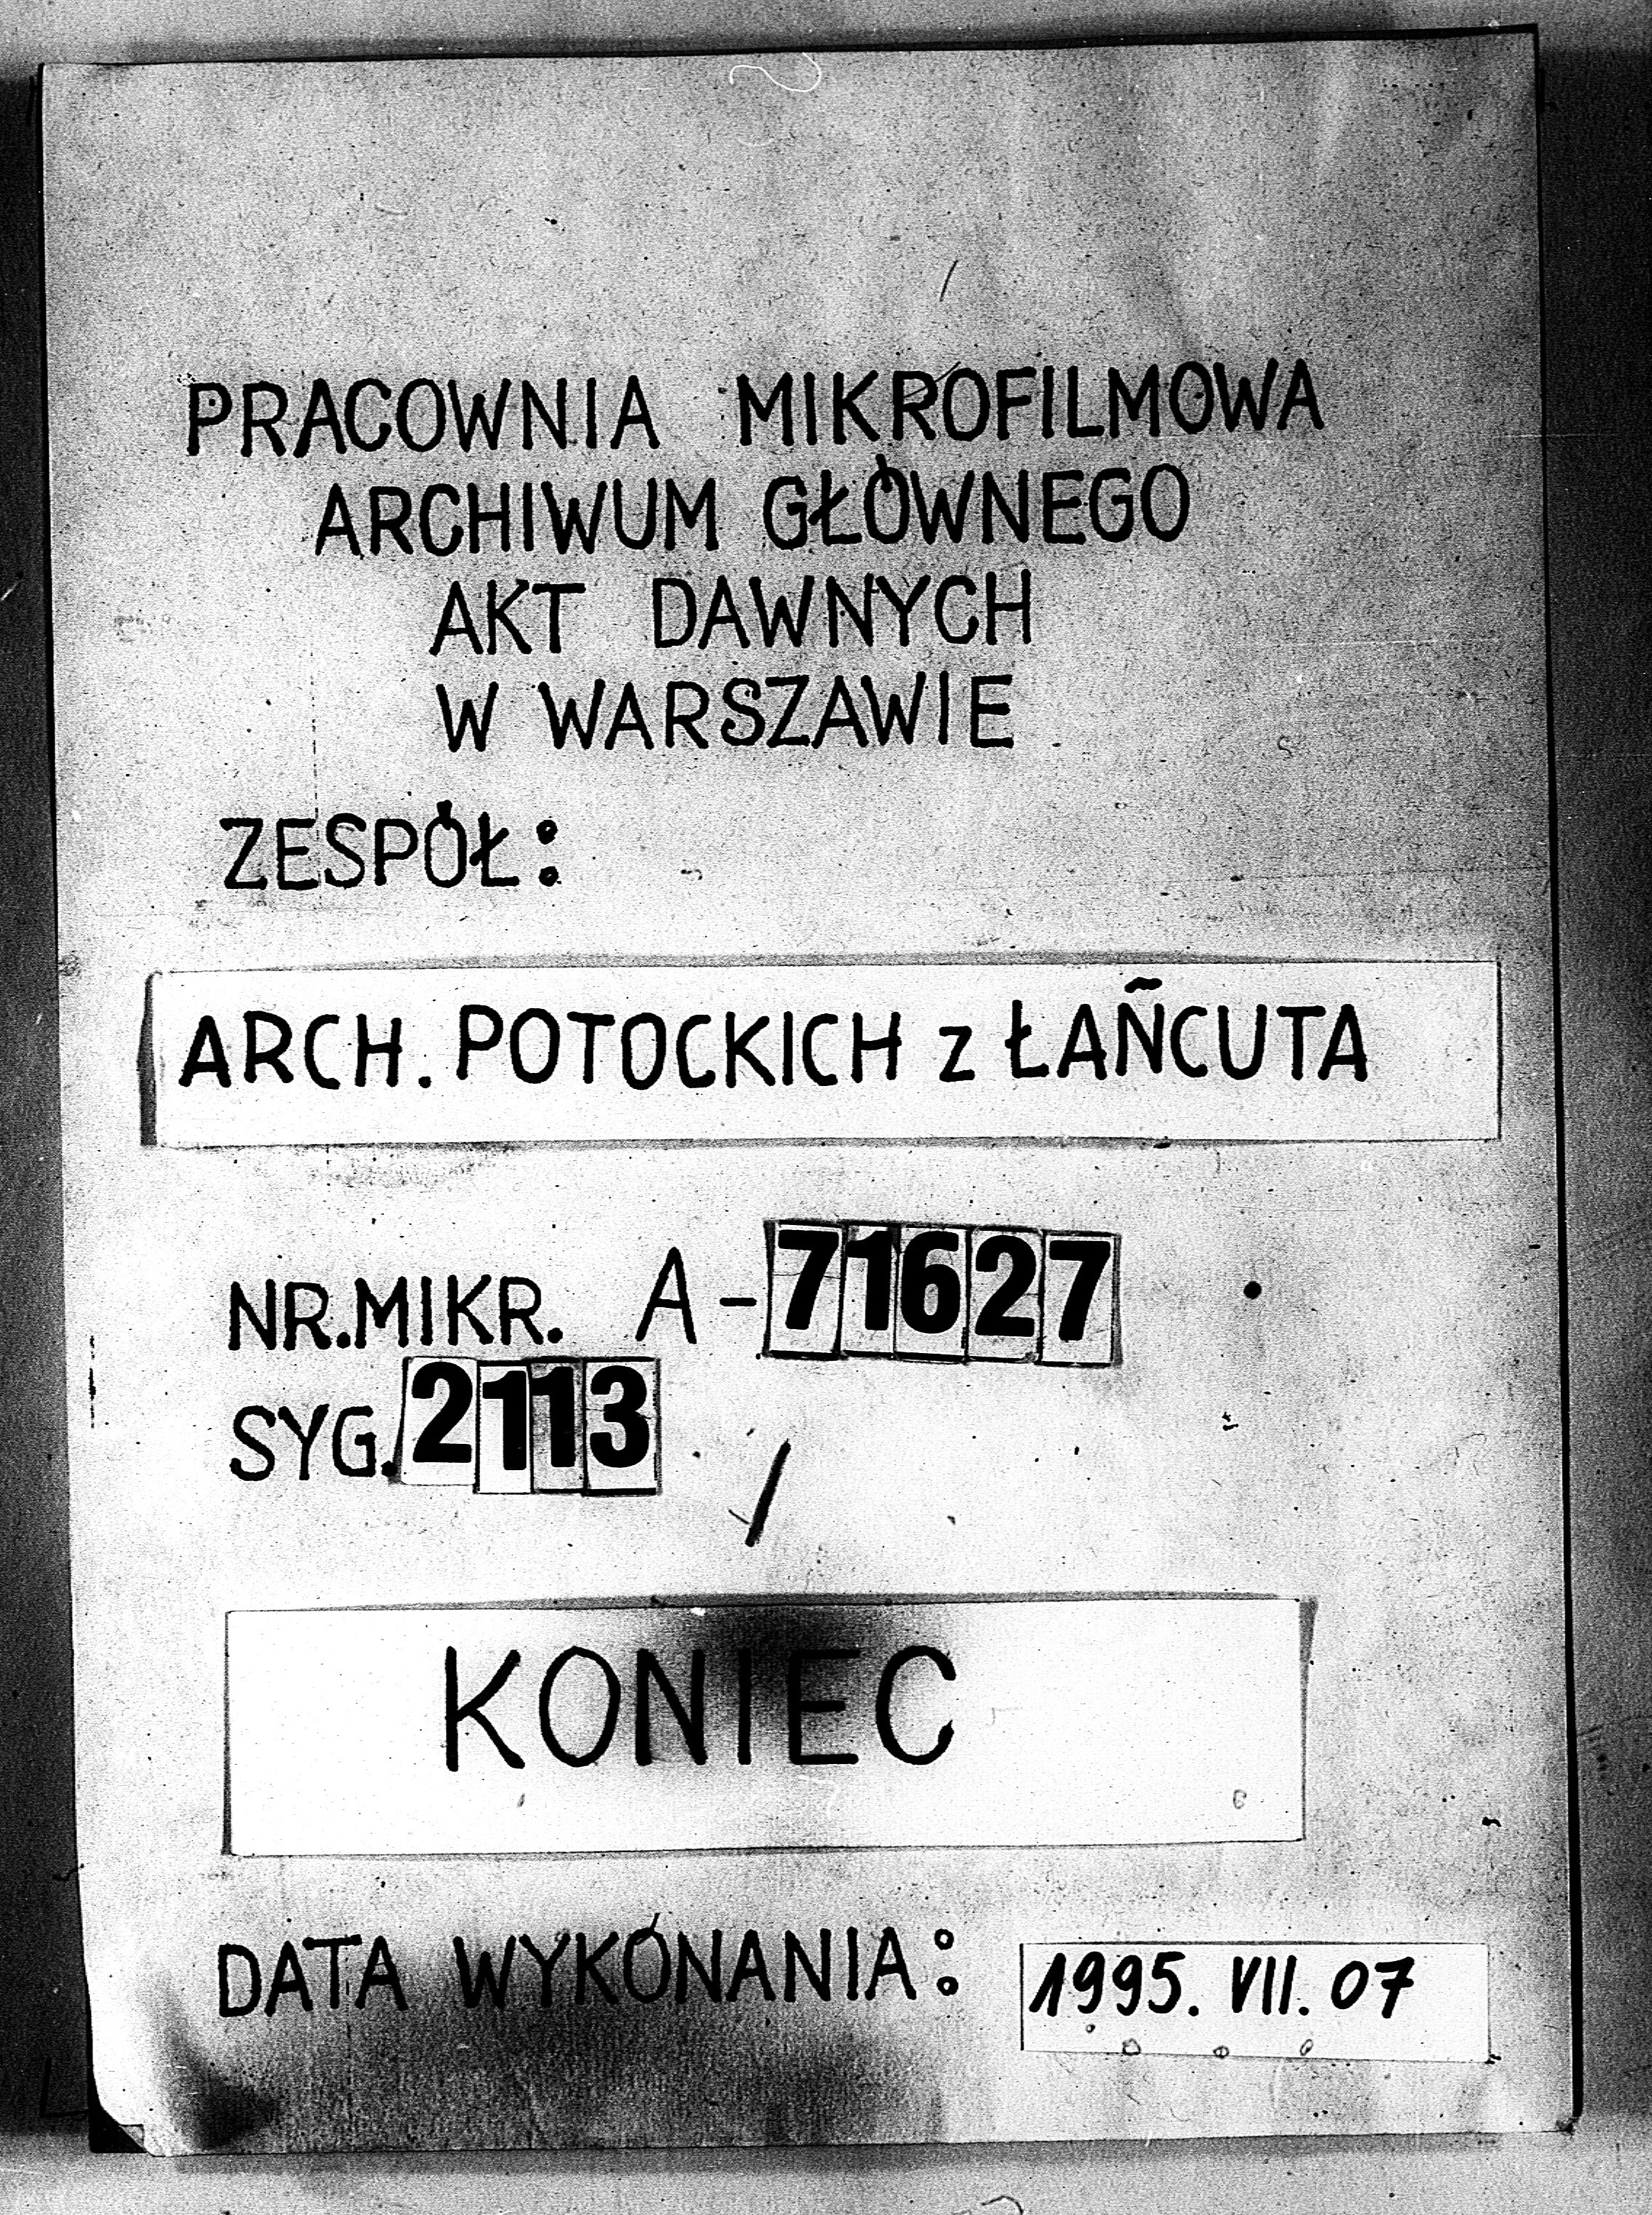 PRACOWNIA MIKROFILMOWA
ARCHIWUM GŁÓWNEGO
AKT DAWNYCH
W WARSZAWIE
ZESPÓŁ:
ARCH. POTOCKICH z ŁAŃCUTA
NR.MIKR. A-71627
SYG. 2113
KONIEC
DATA WYKONANIA: 1995. VII. 07